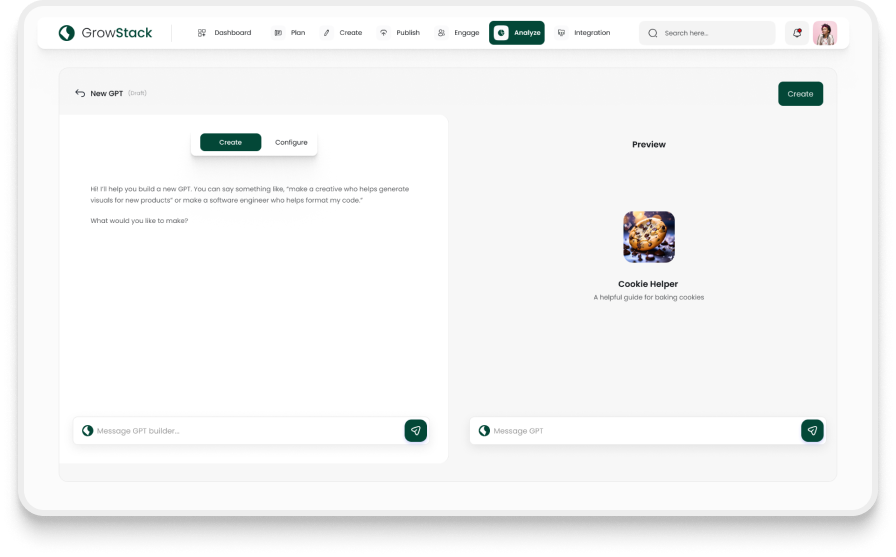 GrowStack
Dashboard
Plan
Create
Publish
Engage
Analyze
Integration
Search here..
New GPT (Draft)
Create
Create
Configure
Preview
Hi! I'll help you build a new GPT. You can say something like, "make a creative who helps generate
visuals for new products" or make a software engineer who helps format my code."
What would you like to make?
Cookie Helper
A helpful guide for baking cookies
Message GPT builder...
Message GPT